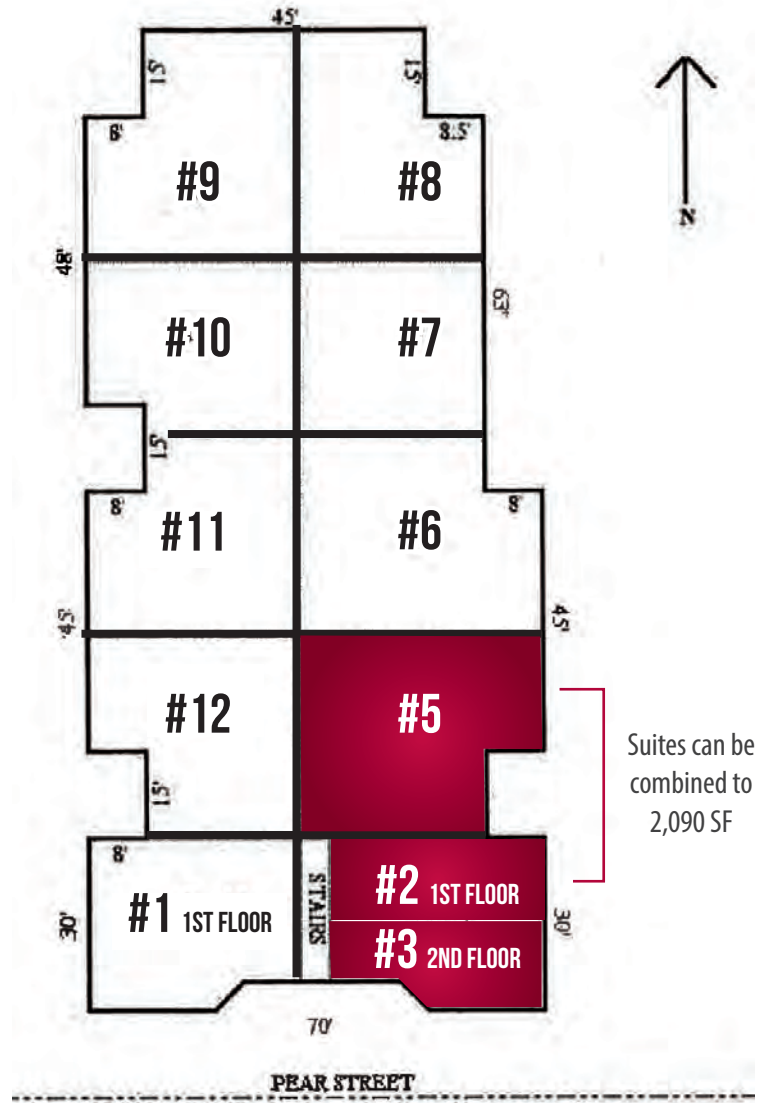 45'
15'
15'
8'
8.5'
#9
#8
N
48'
63'
#10
#7
15'
8'
8'
#11
#6
45'
45'
#12
#5
Suites can be
combined to
2,090 SF
15'
8'
#1 1ST FLOOR
STAIRS
#2 1ST FLOOR
#3 2ND FLOOR
30'
30'
70'
PEAR STREET